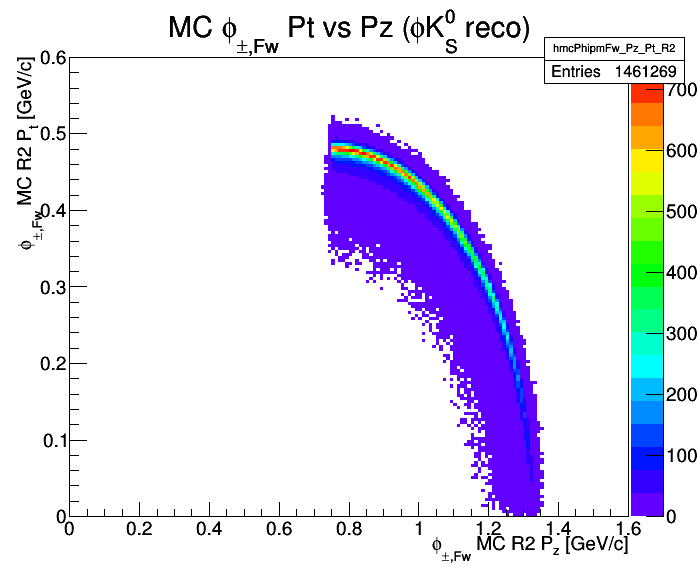 MC ϕ±,Fw Pt vs Pz (ϕK0S reco)
hmcPhipmFw_Pz_Pt_R2
Entries 1461269
ϕ±,Fw MC R2 Pt [GeV/c]
0.6
0.5
0.4
0.3
0.2
0.1
0
0 0.2 0.4 0.6 0.8 1 1.2 1.4 1.6
ϕ±,Fw MC R2 Pz [GeV/c]
700
600
500
400
300
200
100
0